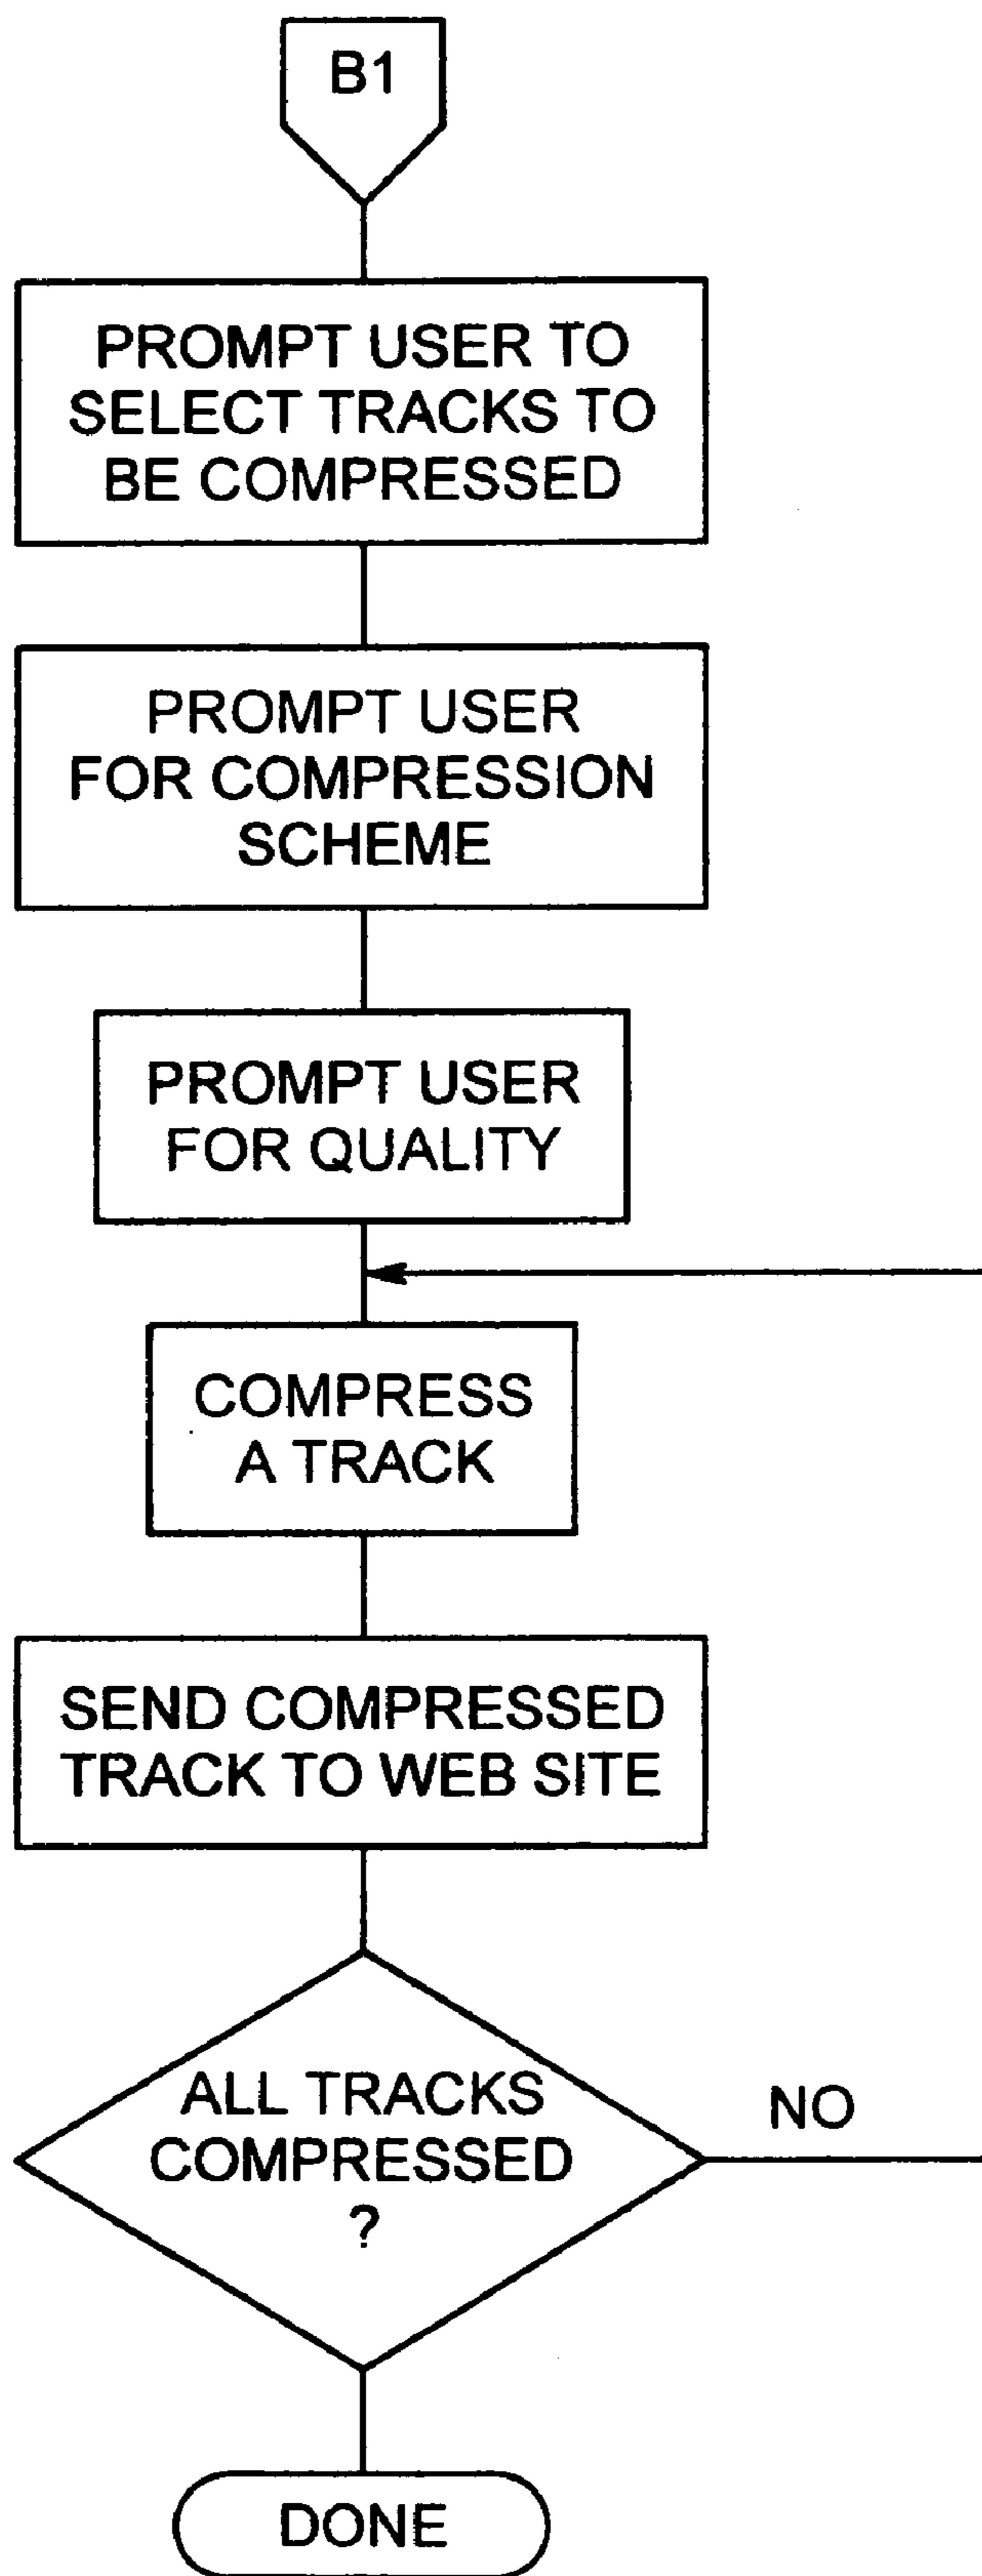 B1
PROMPT USER TO
SELECT TRACKS TO
BE COMPRESSED
PROMPT USER
FOR COMPRESSION
SCHEME
PROMPT USER
FOR QUALITY
COMPRESS
A TRACK
SEND COMPRESSED
TRACK TO WEB SITE
ALL TRACKS
COMPRESSED
?
NO
DONE